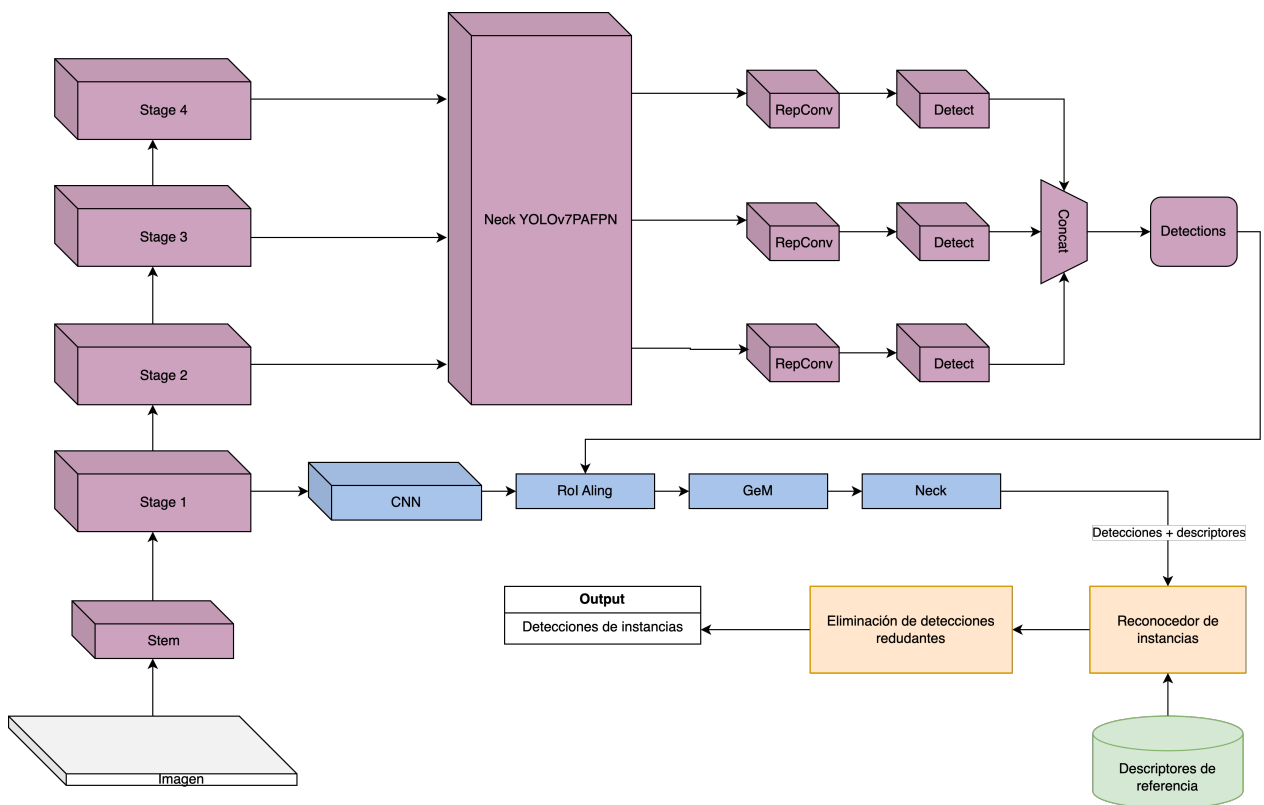 Stage 4
Stage 3
Stage 2
Stage 1
Stem
Imagen
Neck YOLOv7PAFPN
RepConv
Detect
RepConv
Detect
RepConv
Detect
Concat
Detections
CNN
RoI Aling
GeM
Neck
Detecciones + descriptores
Reconocedor de
instancias
Descriptores de
referencia
Eliminación de detecciones
redudantes
Output
Detecciones de instancias